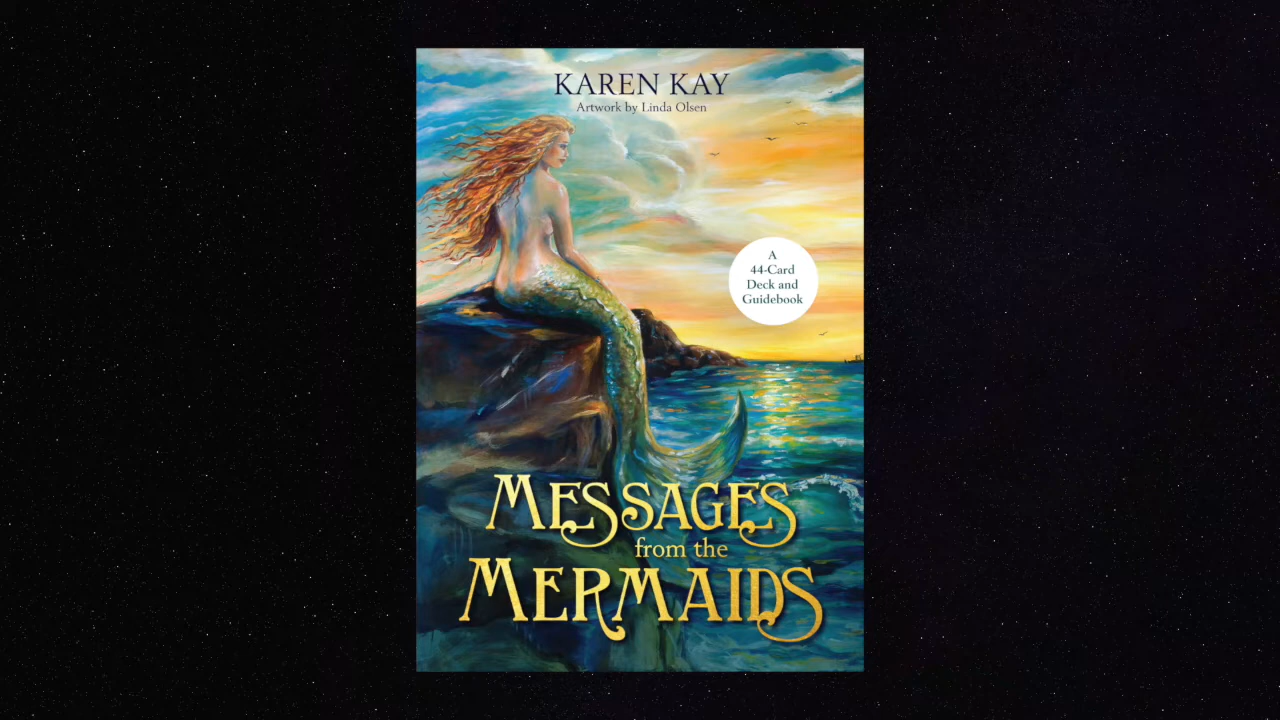 KAREN KAY
Artwork by Linda Olsen
A
44-Card
Deck and
Guidebook
MESSAGES
from the
MERMAIDS